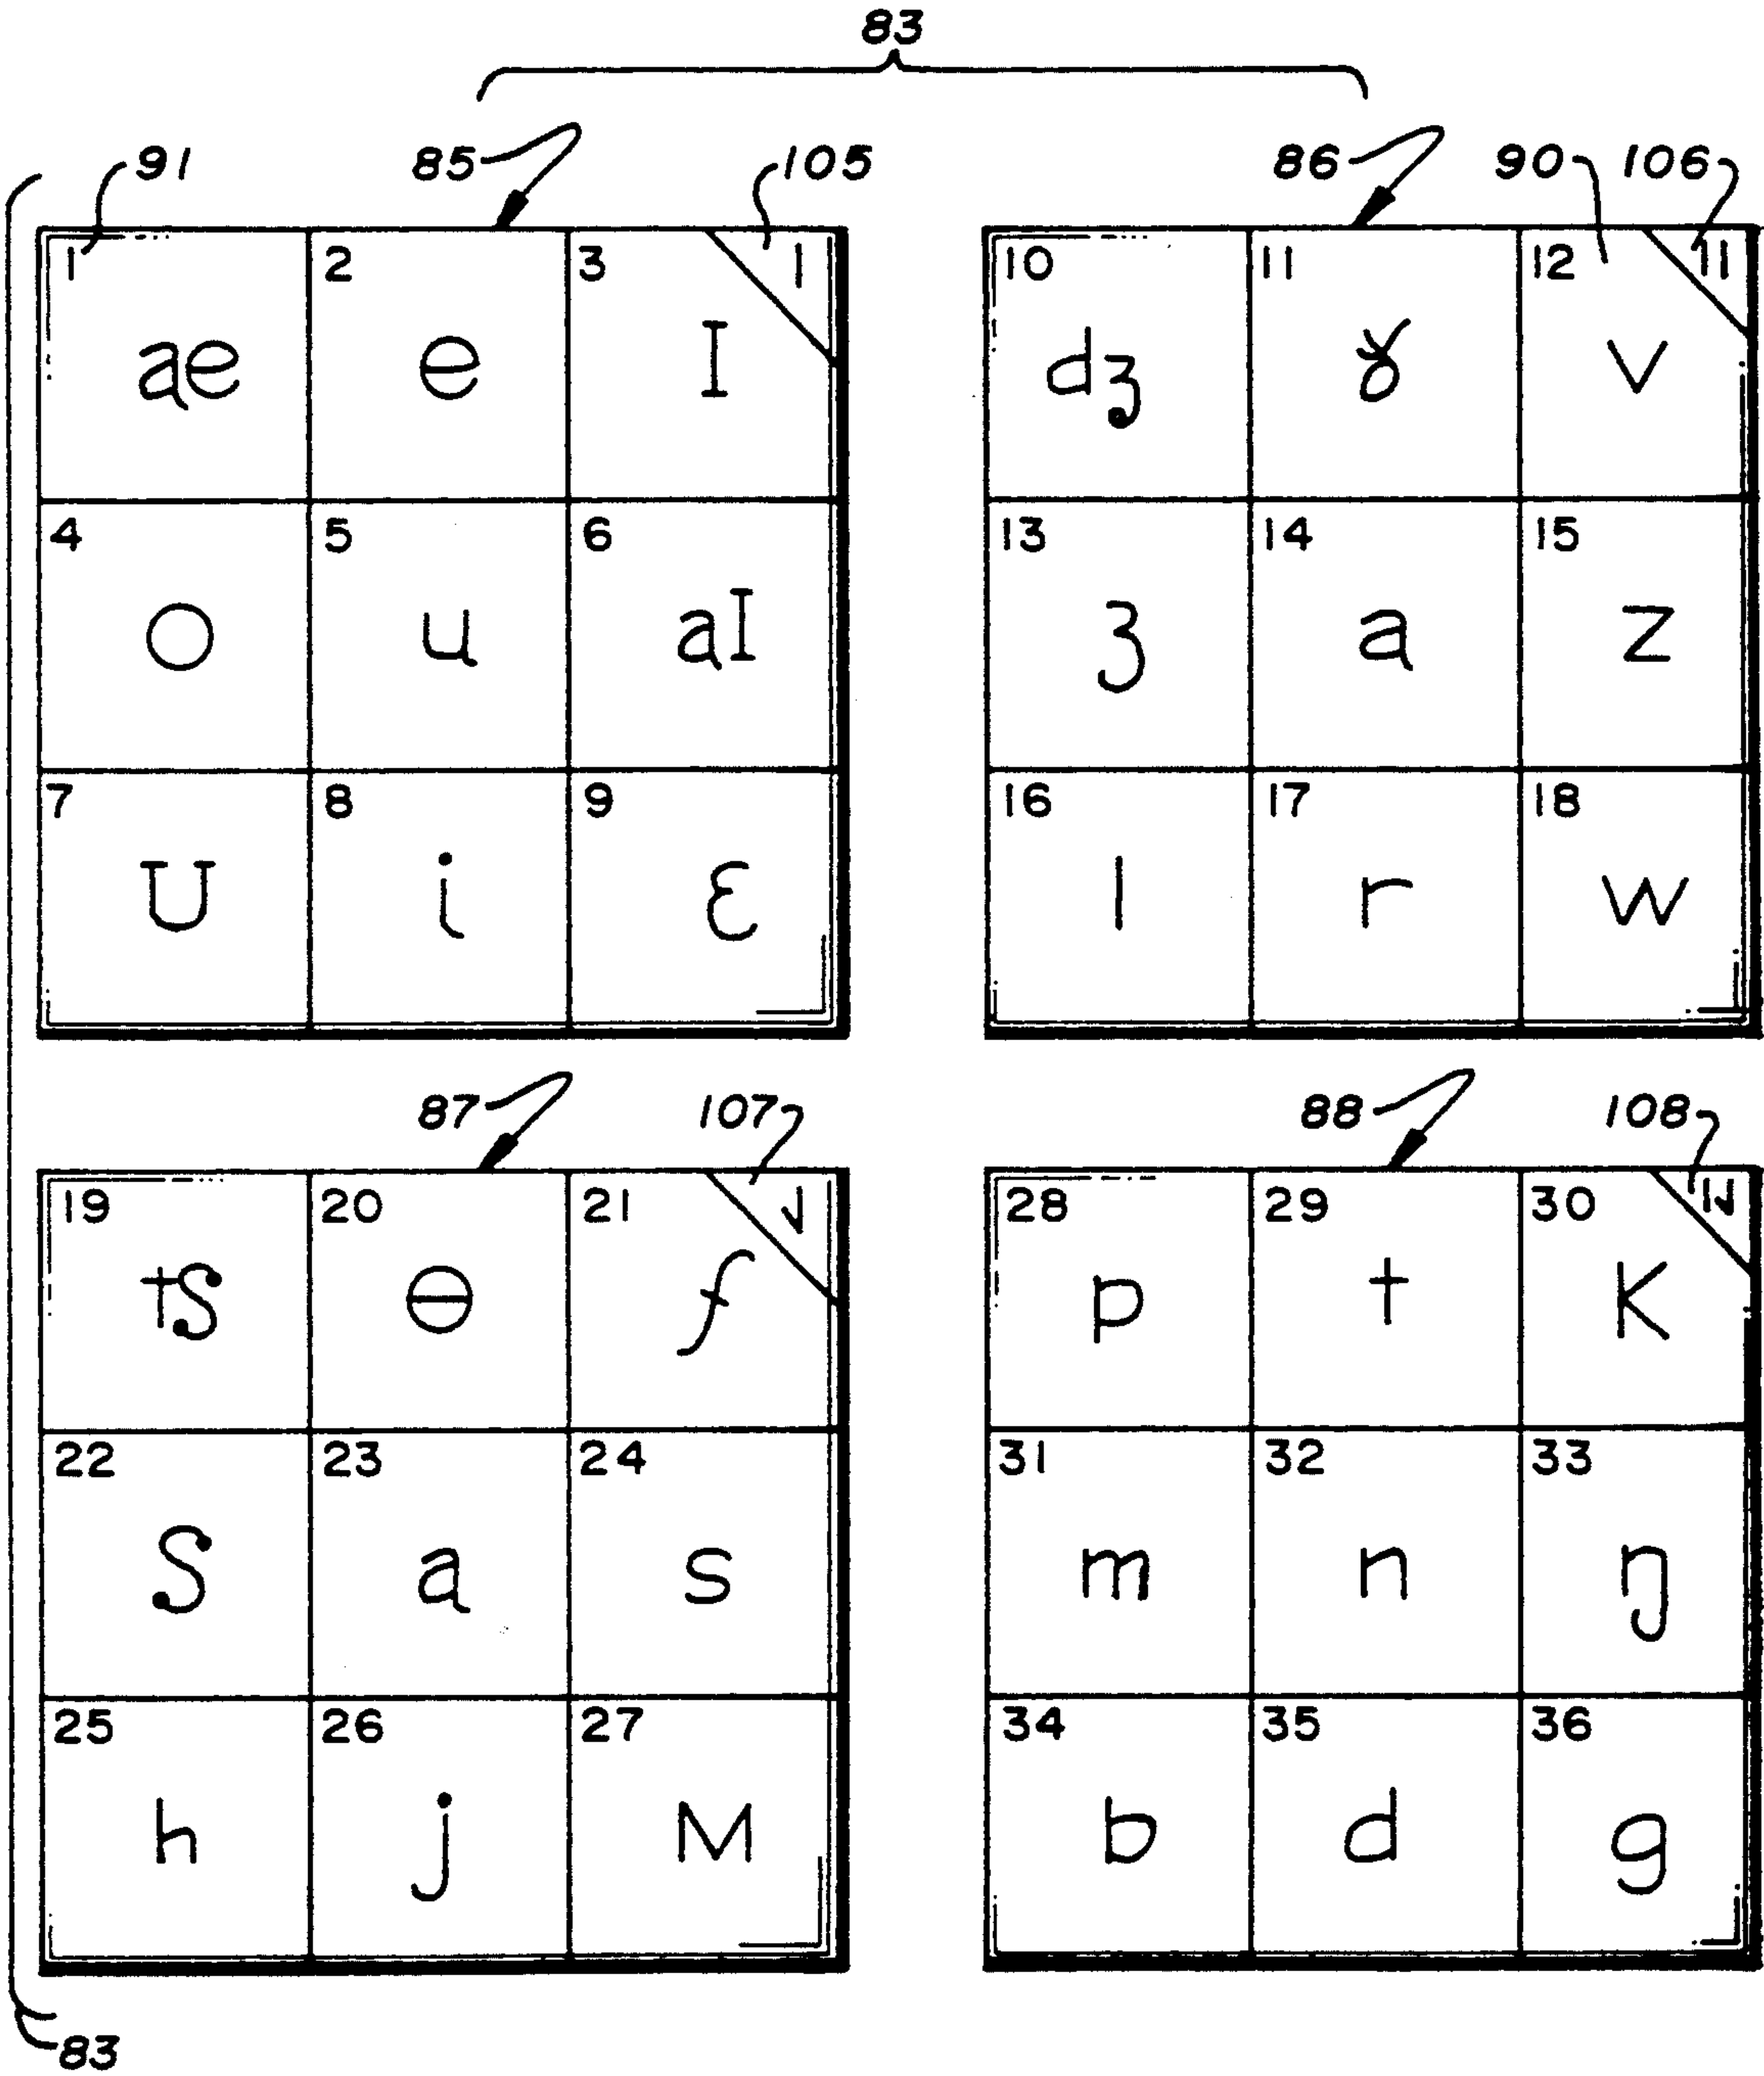 83
91 85 105 86 90 106
1 2 3 1 10 11 12 11
æ e I dʒ ɤ v
4 5 6 13 14 15
o u aI ʒ a z
7 8 9 16 17 18
U i ɛ l r w
87 107 88 108
19 20 21 28 29 30
tS θ f p t K
22 23 24 31 32 33
S a s m n ŋ
25 26 27 34 35 36
h j M b d g
83